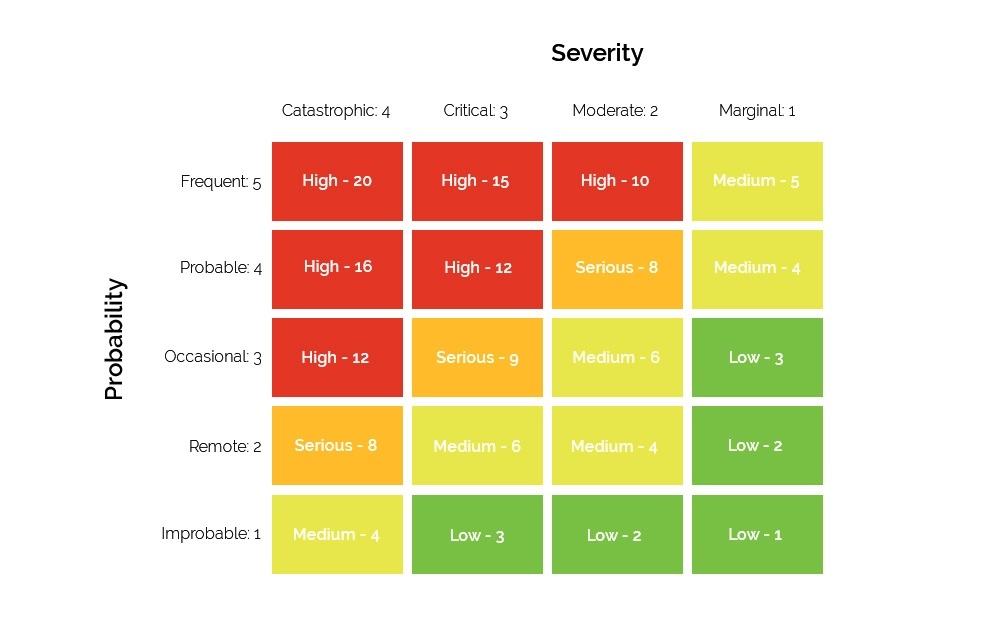 Severity
Catastrophic: 4 Critical: 3 Moderate: 2 Marginal: 1
Probability
Frequent: 5 High - 20 High - 15 High - 10 Medium - 5
Probable: 4 High - 16 High - 12 Serious - 8 Medium - 4
Occasional: 3 High - 12 Serious - 9 Medium - 6 Low - 3
Remote: 2 Serious - 8 Medium - 6 Medium - 4 Low - 2
Improbable: 1 Medium - 4 Low - 3 Low - 2 Low - 1